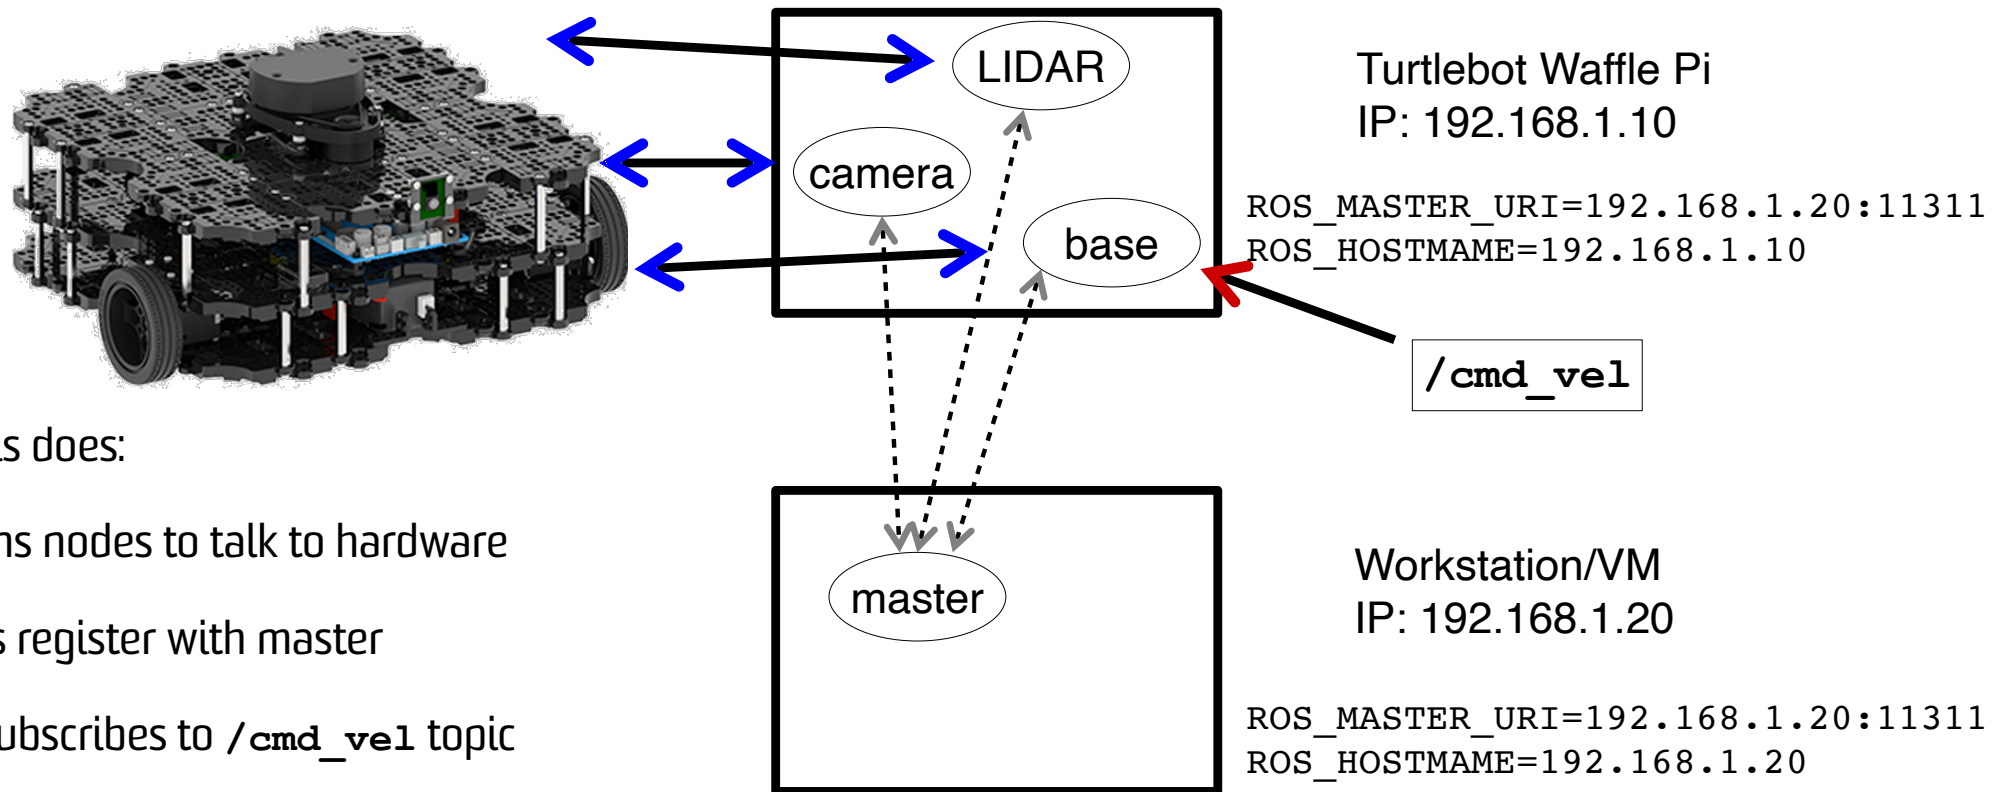 LIDAR
camera
base
Turtlebot Waffle Pi
IP: 192.168.1.10
ROS_MASTER_URI=192.168.1.20:11311
ROS_HOSTMAME=192.168.1.10
/cmd_vel
does:
nodes to talk to hardware
register with master
to /cmd_vel topic
master
Workstation/VM
IP: 192.168.1.20
ROS_MASTER_URI=192.168.1.20:11311
ROS_HOSTMAME=192.168.1.20